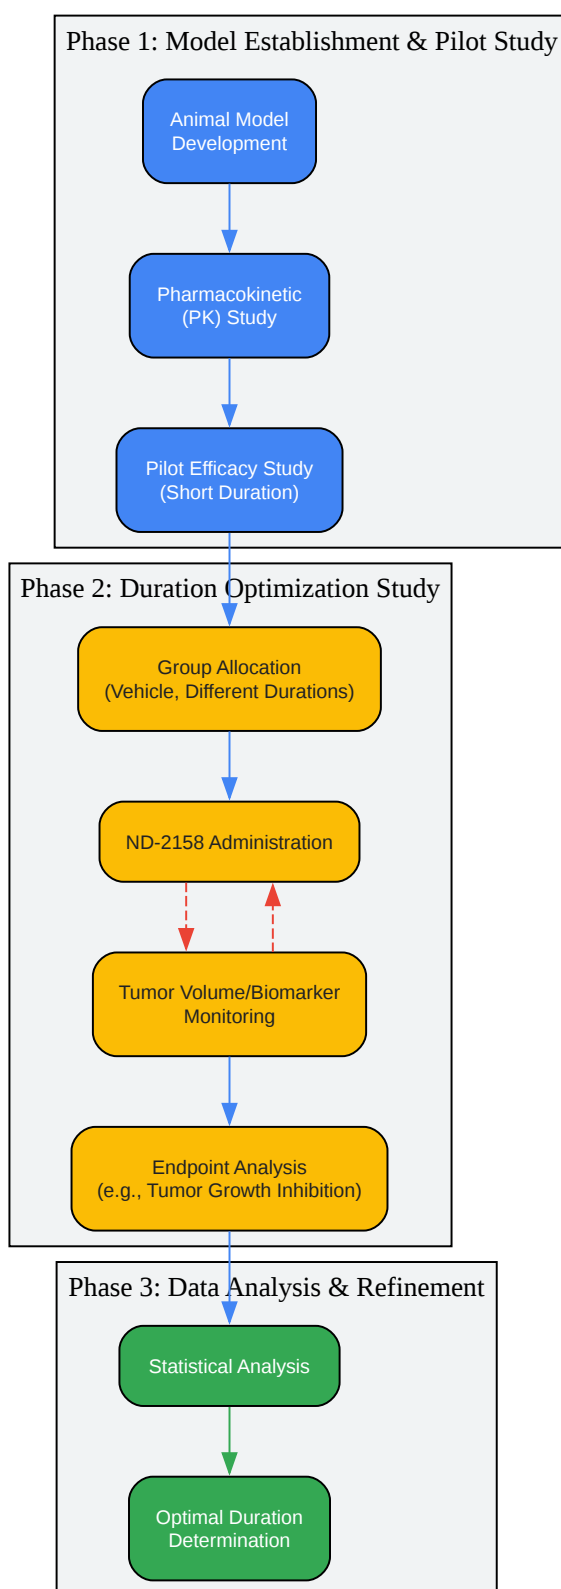 Phase 1: Model Establishment & Pilot Study
Animal Model
Development
Pharmacokinetic
(PK) Study
Pilot Efficacy Study
(Short Duration)
Phase 2: Duration Optimization Study
Group Allocation
(Vehicle, Different Durations)
ND-2158 Administration
Tumor Volume/Biomarker
Monitoring
Endpoint Analysis
(e.g., Tumor Growth Inhibition)
Phase 3: Data Analysis & Refinement
Statistical Analysis
Optimal Duration
Determination